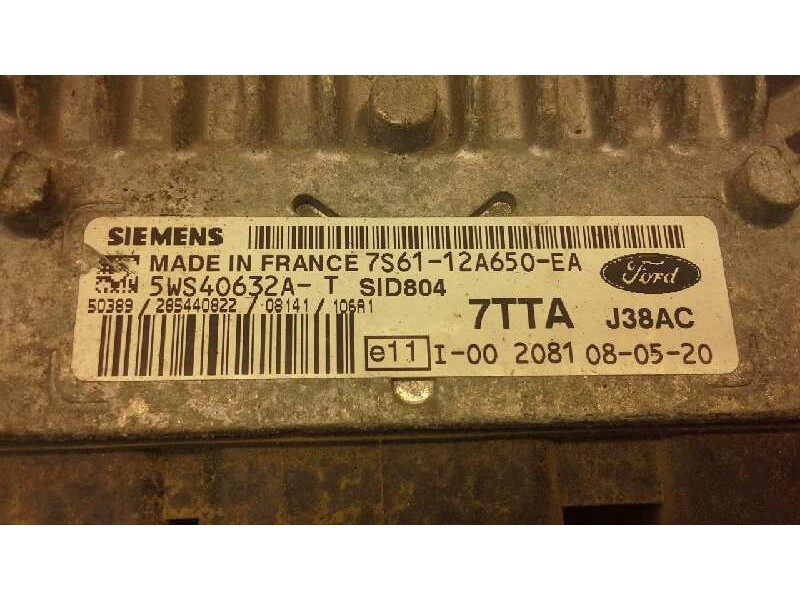 SIEMENS
MADE IN FRANCE 7S61-12A650-EA
Ford
5WS40632A-T SID804
50389 / 285440822 / 08141 / 106A1
7TTA J38AC
e11 I-00 2081 08-05-20